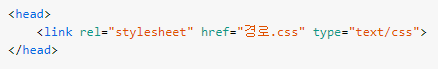 <head>
    <link rel="stylesheet" href="경로.css" type="text/css">
</head>